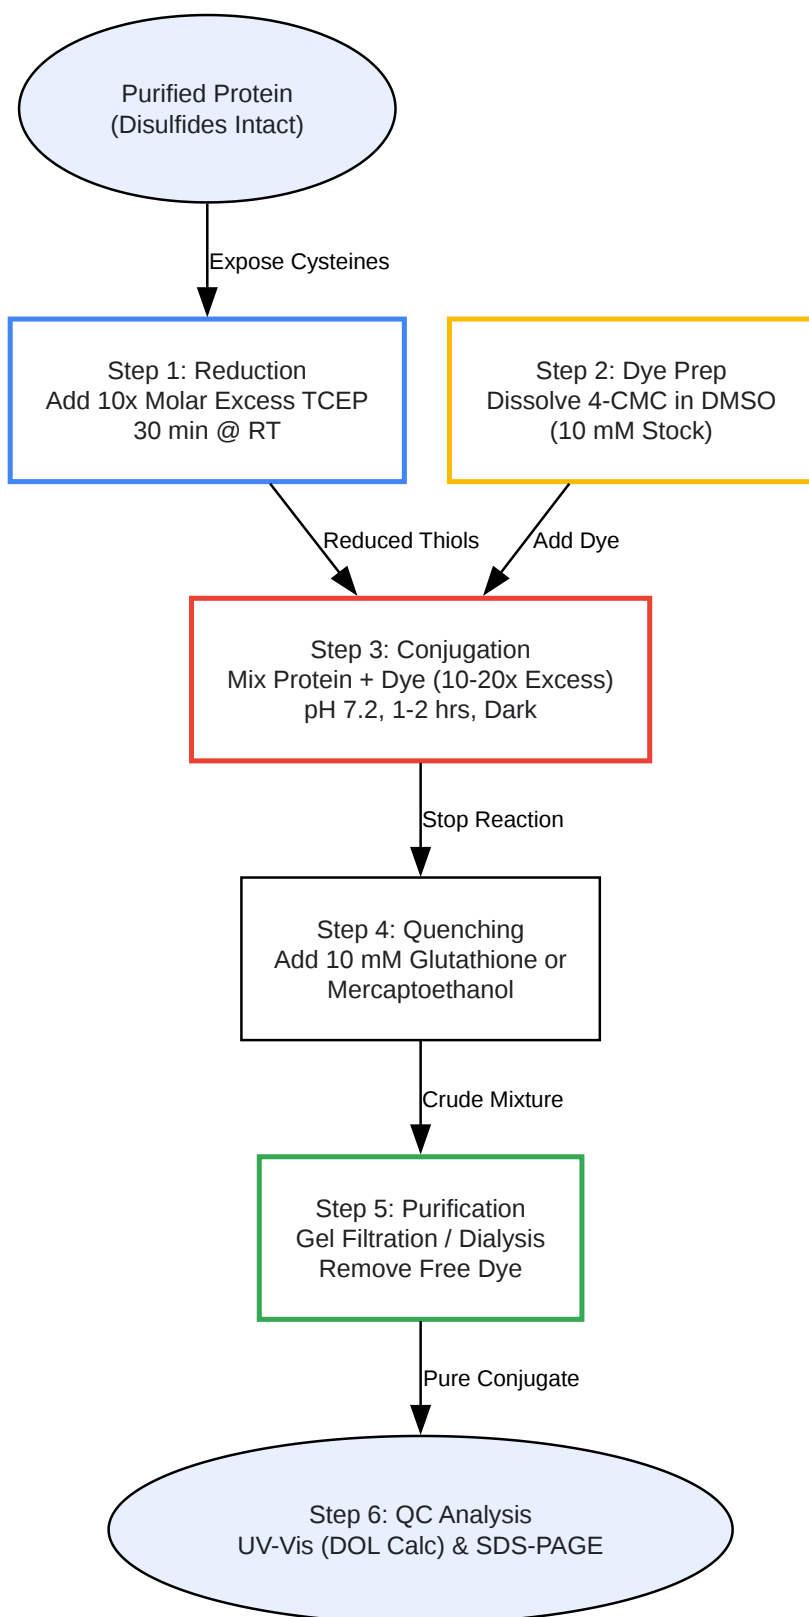 Purified Protein
(Disulfides Intact)
Expose Cysteines
Step 1: Reduction
Add 10x Molar Excess TCEP
30 min @ RT
Step 2: Dye Prep
Dissolve 4-CMC in DMSO
(10 mM Stock)
Reduced Thiols
Add Dye
Step 3: Conjugation
Mix Protein + Dye (10-20x Excess)
pH 7.2, 1-2 hrs, Dark
Stop Reaction
Step 4: Quenching
Add 10 mM Glutathione or
Mercaptoethanol
Crude Mixture
Step 5: Purification
Gel Filtration / Dialysis
Remove Free Dye
Pure Conjugate
Step 6: QC Analysis
UV-Vis (DOL Calc) & SDS-PAGE